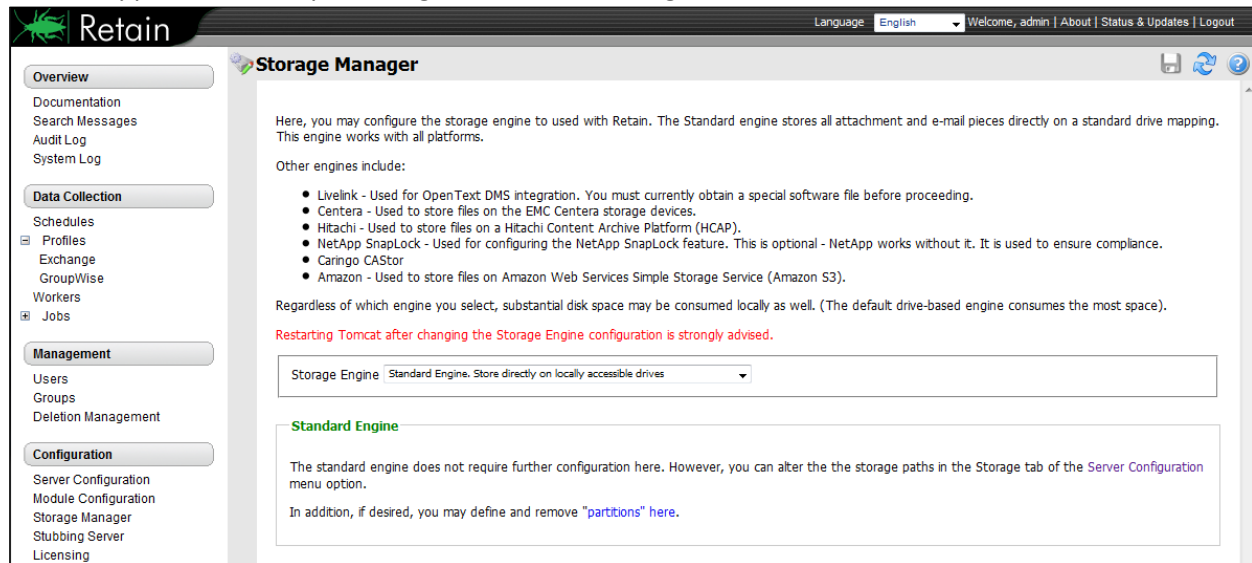 Retain
Language English Welcome, admin | About | Status & Updates | Logout
Overview
Documentation
Search Messages
Audit Log
System Log
Data Collection
Schedules
Profiles
Exchange
GroupWise
Workers
Jobs
Management
Users
Groups
Deletion Management
Configuration
Server Configuration
Module Configuration
Storage Manager
Stubbing Server
Licensing
Storage Manager
Here, you may configure the storage engine to used with Retain. The Standard engine stores all attachment and e-mail pieces directly on a standard drive mapping.
This engine works with all platforms.
Other engines include:
• Livelink - Used for OpenText DMS integration. You must currently obtain a special software file before proceeding.
• Centera - Used to store files on the EMC Centera storage devices.
• Hitachi - Used to store files on a Hitachi Content Archive Platform (HCAP).
• NetApp SnapLock - Used for configuring the NetApp SnapLock feature. This is optional - NetApp works without it. It is used to ensure compliance.
• Caringo CAStor
• Amazon - Used to store files on Amazon Web Services Simple Storage Service (Amazon S3).
Regardless of which engine you select, substantial disk space may be consumed locally as well. (The default drive-based engine consumes the most space).
Restarting Tomcat after changing the Storage Engine configuration is strongly advised.
Storage Engine Standard Engine. Store directly on locally accessible drives
Standard Engine
The standard engine does not require further configuration here. However, you can alter the the storage paths in the Storage tab of the Server Configuration
menu option.
In addition, if desired, you may define and remove "partitions" here.